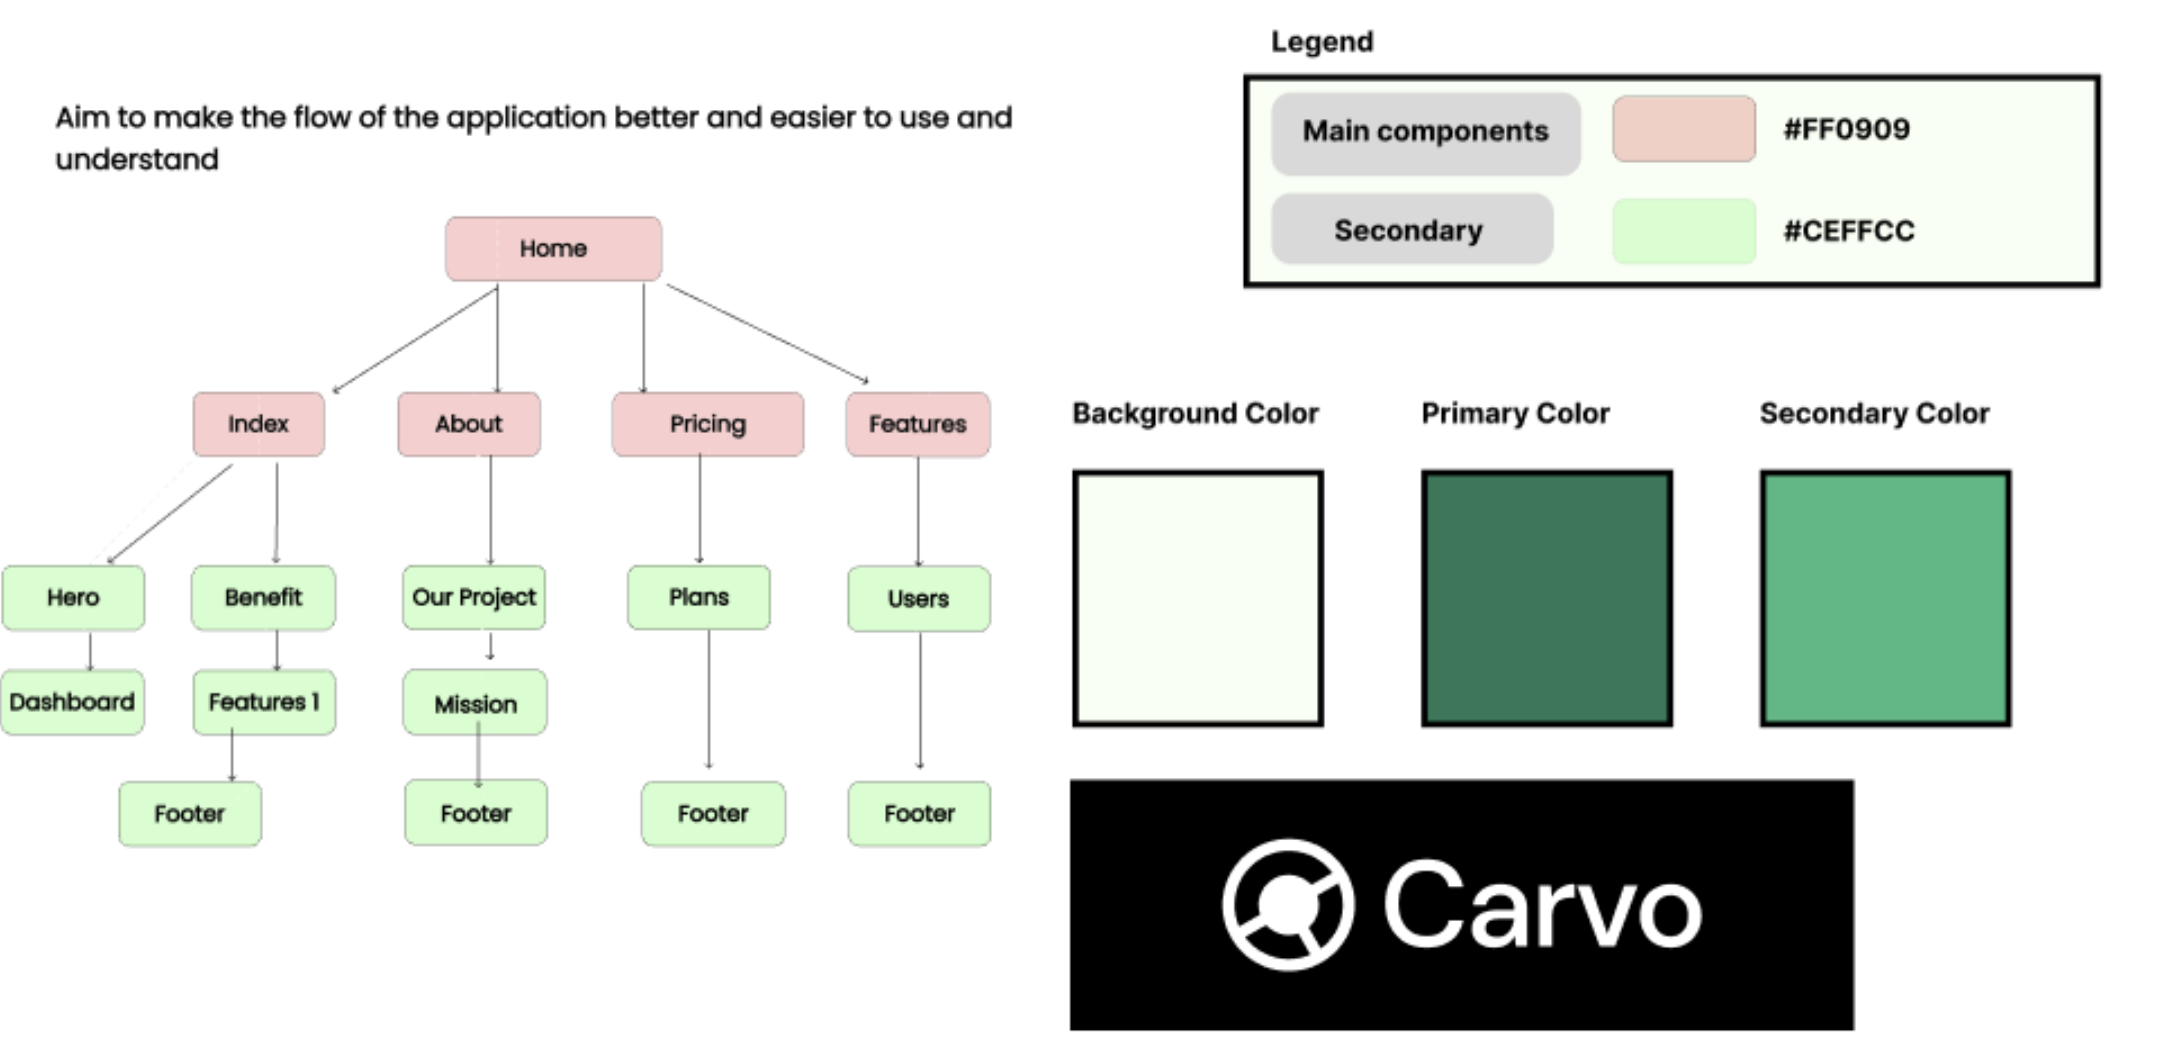 Aim to make the flow of the application better and easier to use and
understand
Home
Index
About
Pricing
Features
Hero
Benefit
Our Project
Plans
Users
Dashboard
Features 1
Mission
Footer
Footer
Footer
Footer
Legend
Main components
#FF0909
Secondary
#CEFFCC
Background Color
Primary Color
Secondary Color
Carvo